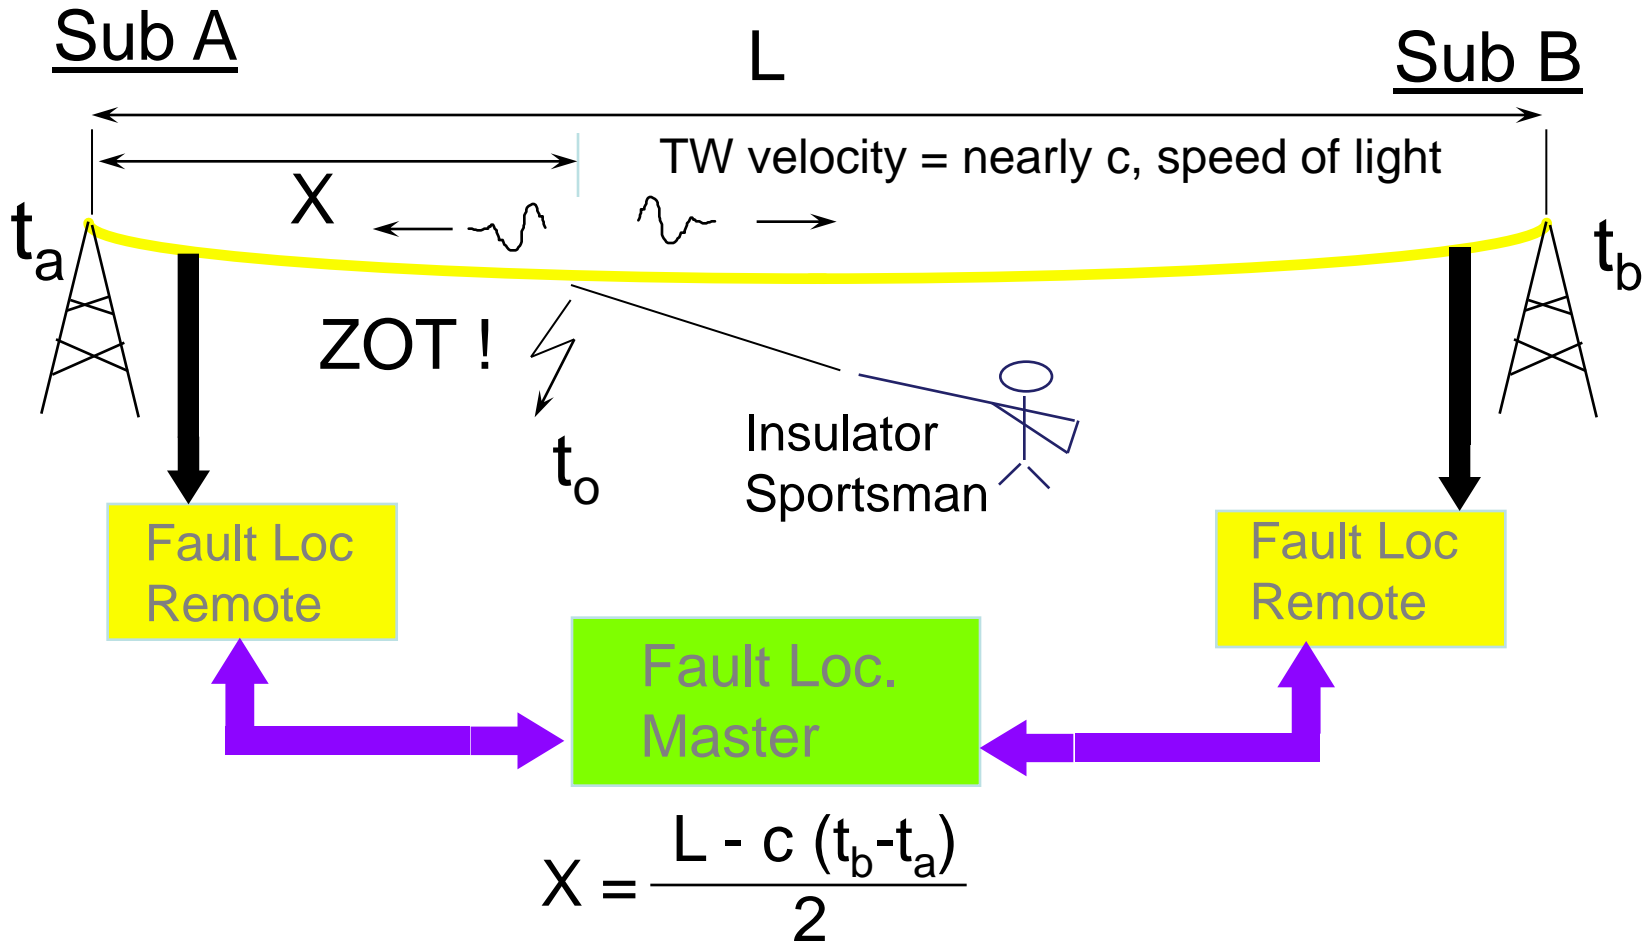 Sub A
L
Sub B
TW velocity = nearly c, speed of light
X
ta
tb
ZOT !
to
Insulator
Sportsman
Fault Loc
Remote
Fault Loc
Remote
Fault Loc.
Master
X = L - c (tb-ta)
2